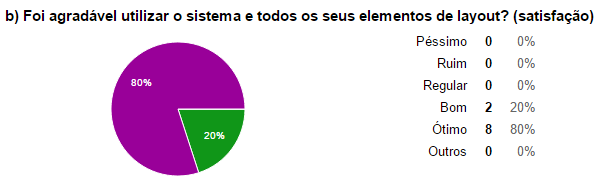 b) Foi agradável utilizar o sistema e todos os seus elementos de layout? (satisfação)
80%
20%
Péssimo 0 0%
Ruim 0 0%
Regular 0 0%
Bom 2 20%
Ótimo 8 80%
Outros 0 0%